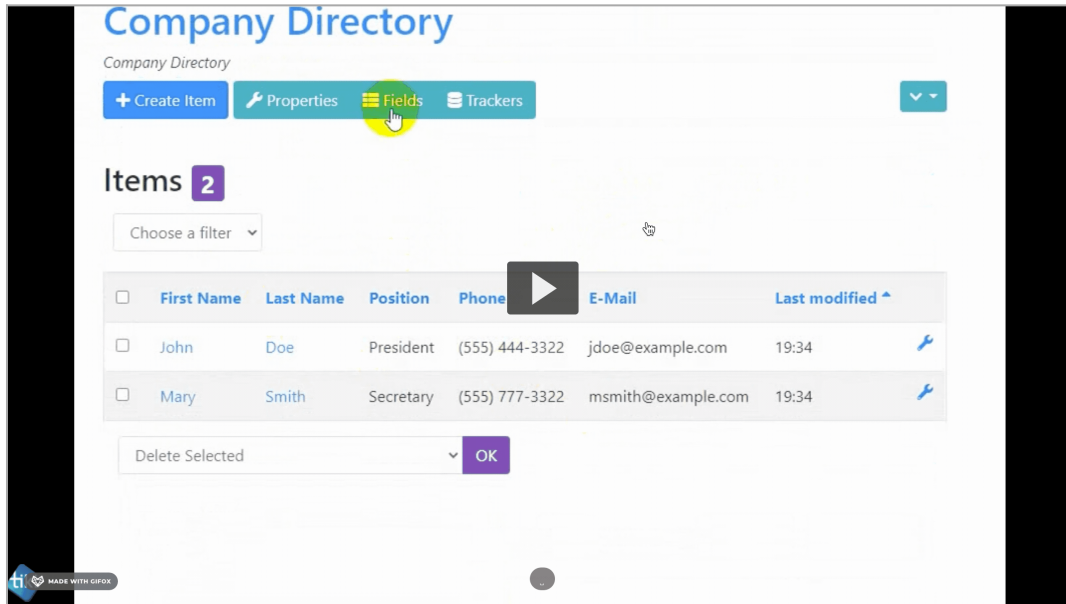 Company Directory
Company Directory
Create Item Properties Fields Trackers
Items 2
Choose a filter
First Name Last Name Position Phone E-Mail Last modified
John Doe President (555) 444-3322 jdoe@example.com 19:34
Mary Smith Secretary (555) 777-3322 msmith@example.com 19:34
Delete Selected OK
ti
MADE WITH GIFOX